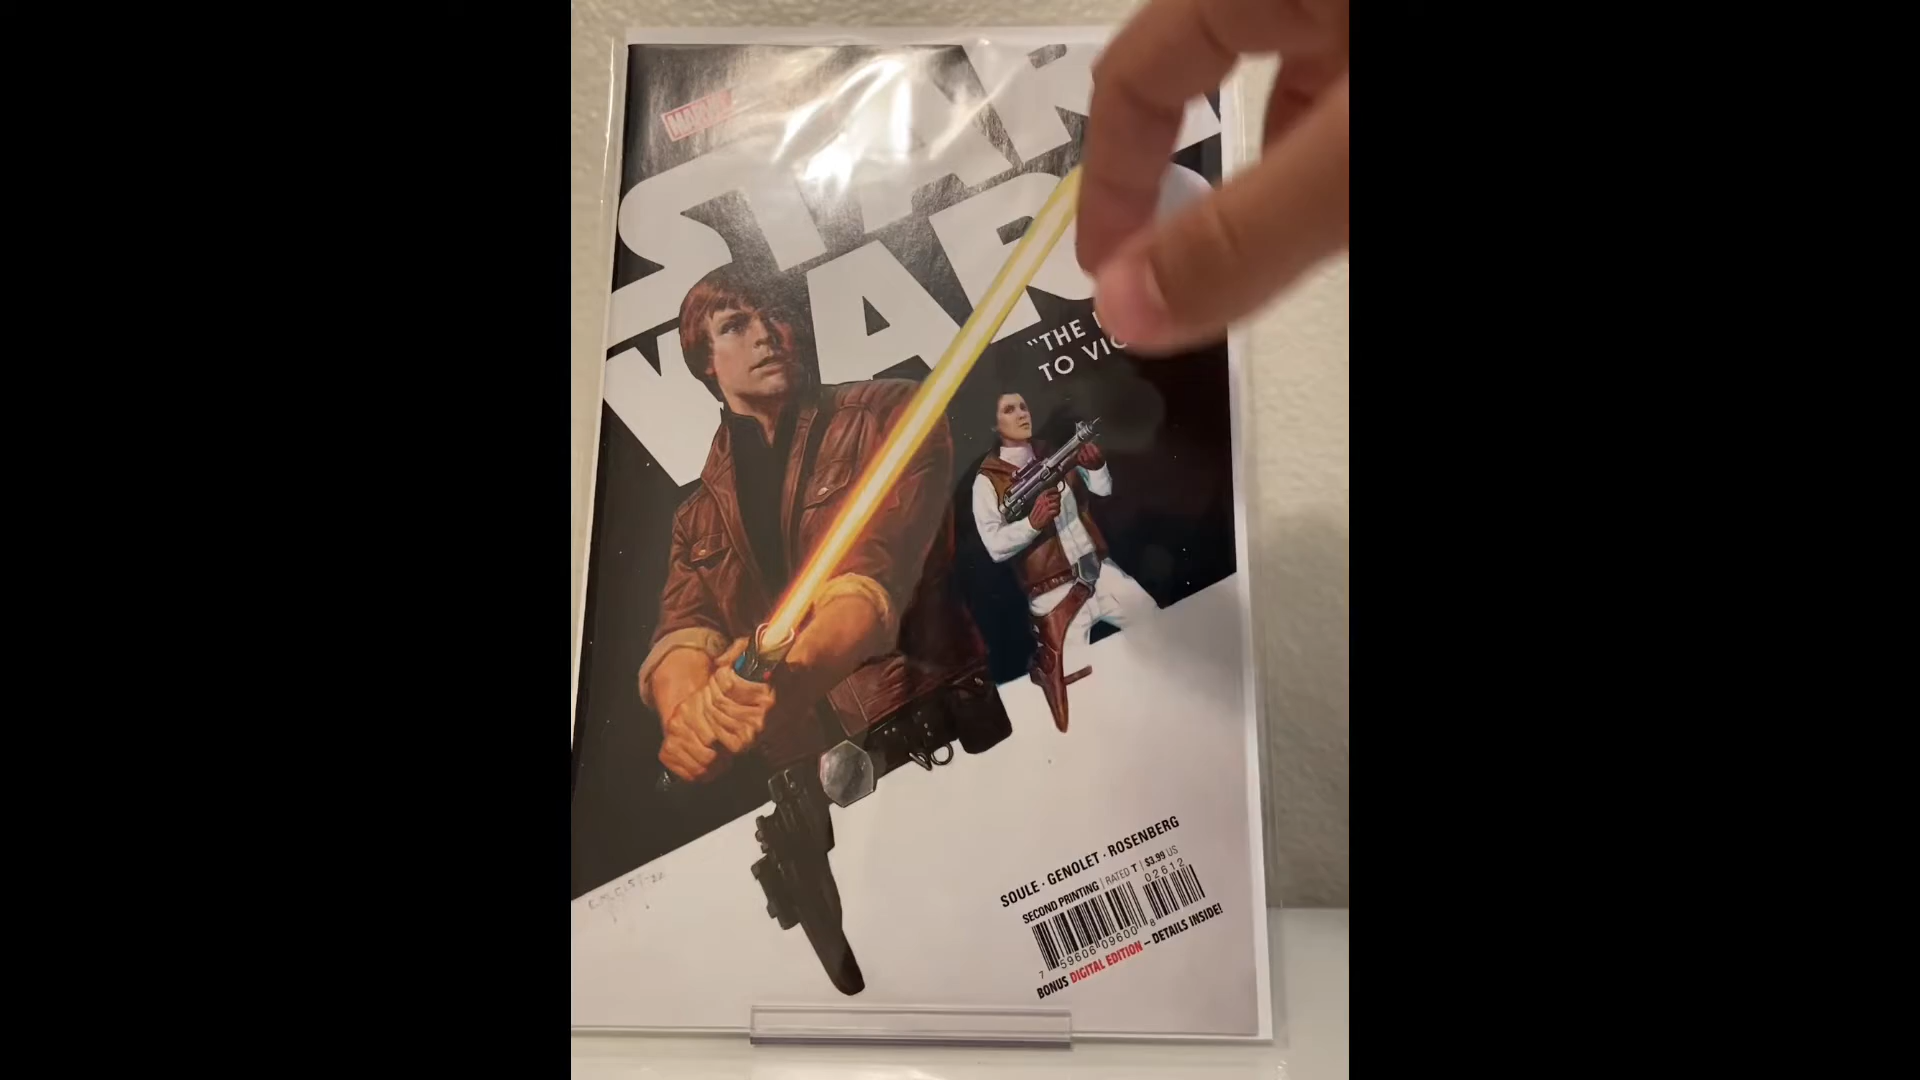 MARVEL
STAR
WARS
"THE
TO VIC
SOULE · GENOLET · ROSENBERG
SECOND PRINTING | RATED T | $3.99 US
02612
7 59606 09600 8
BONUS DIGITAL EDITION – DETAILS INSIDE!